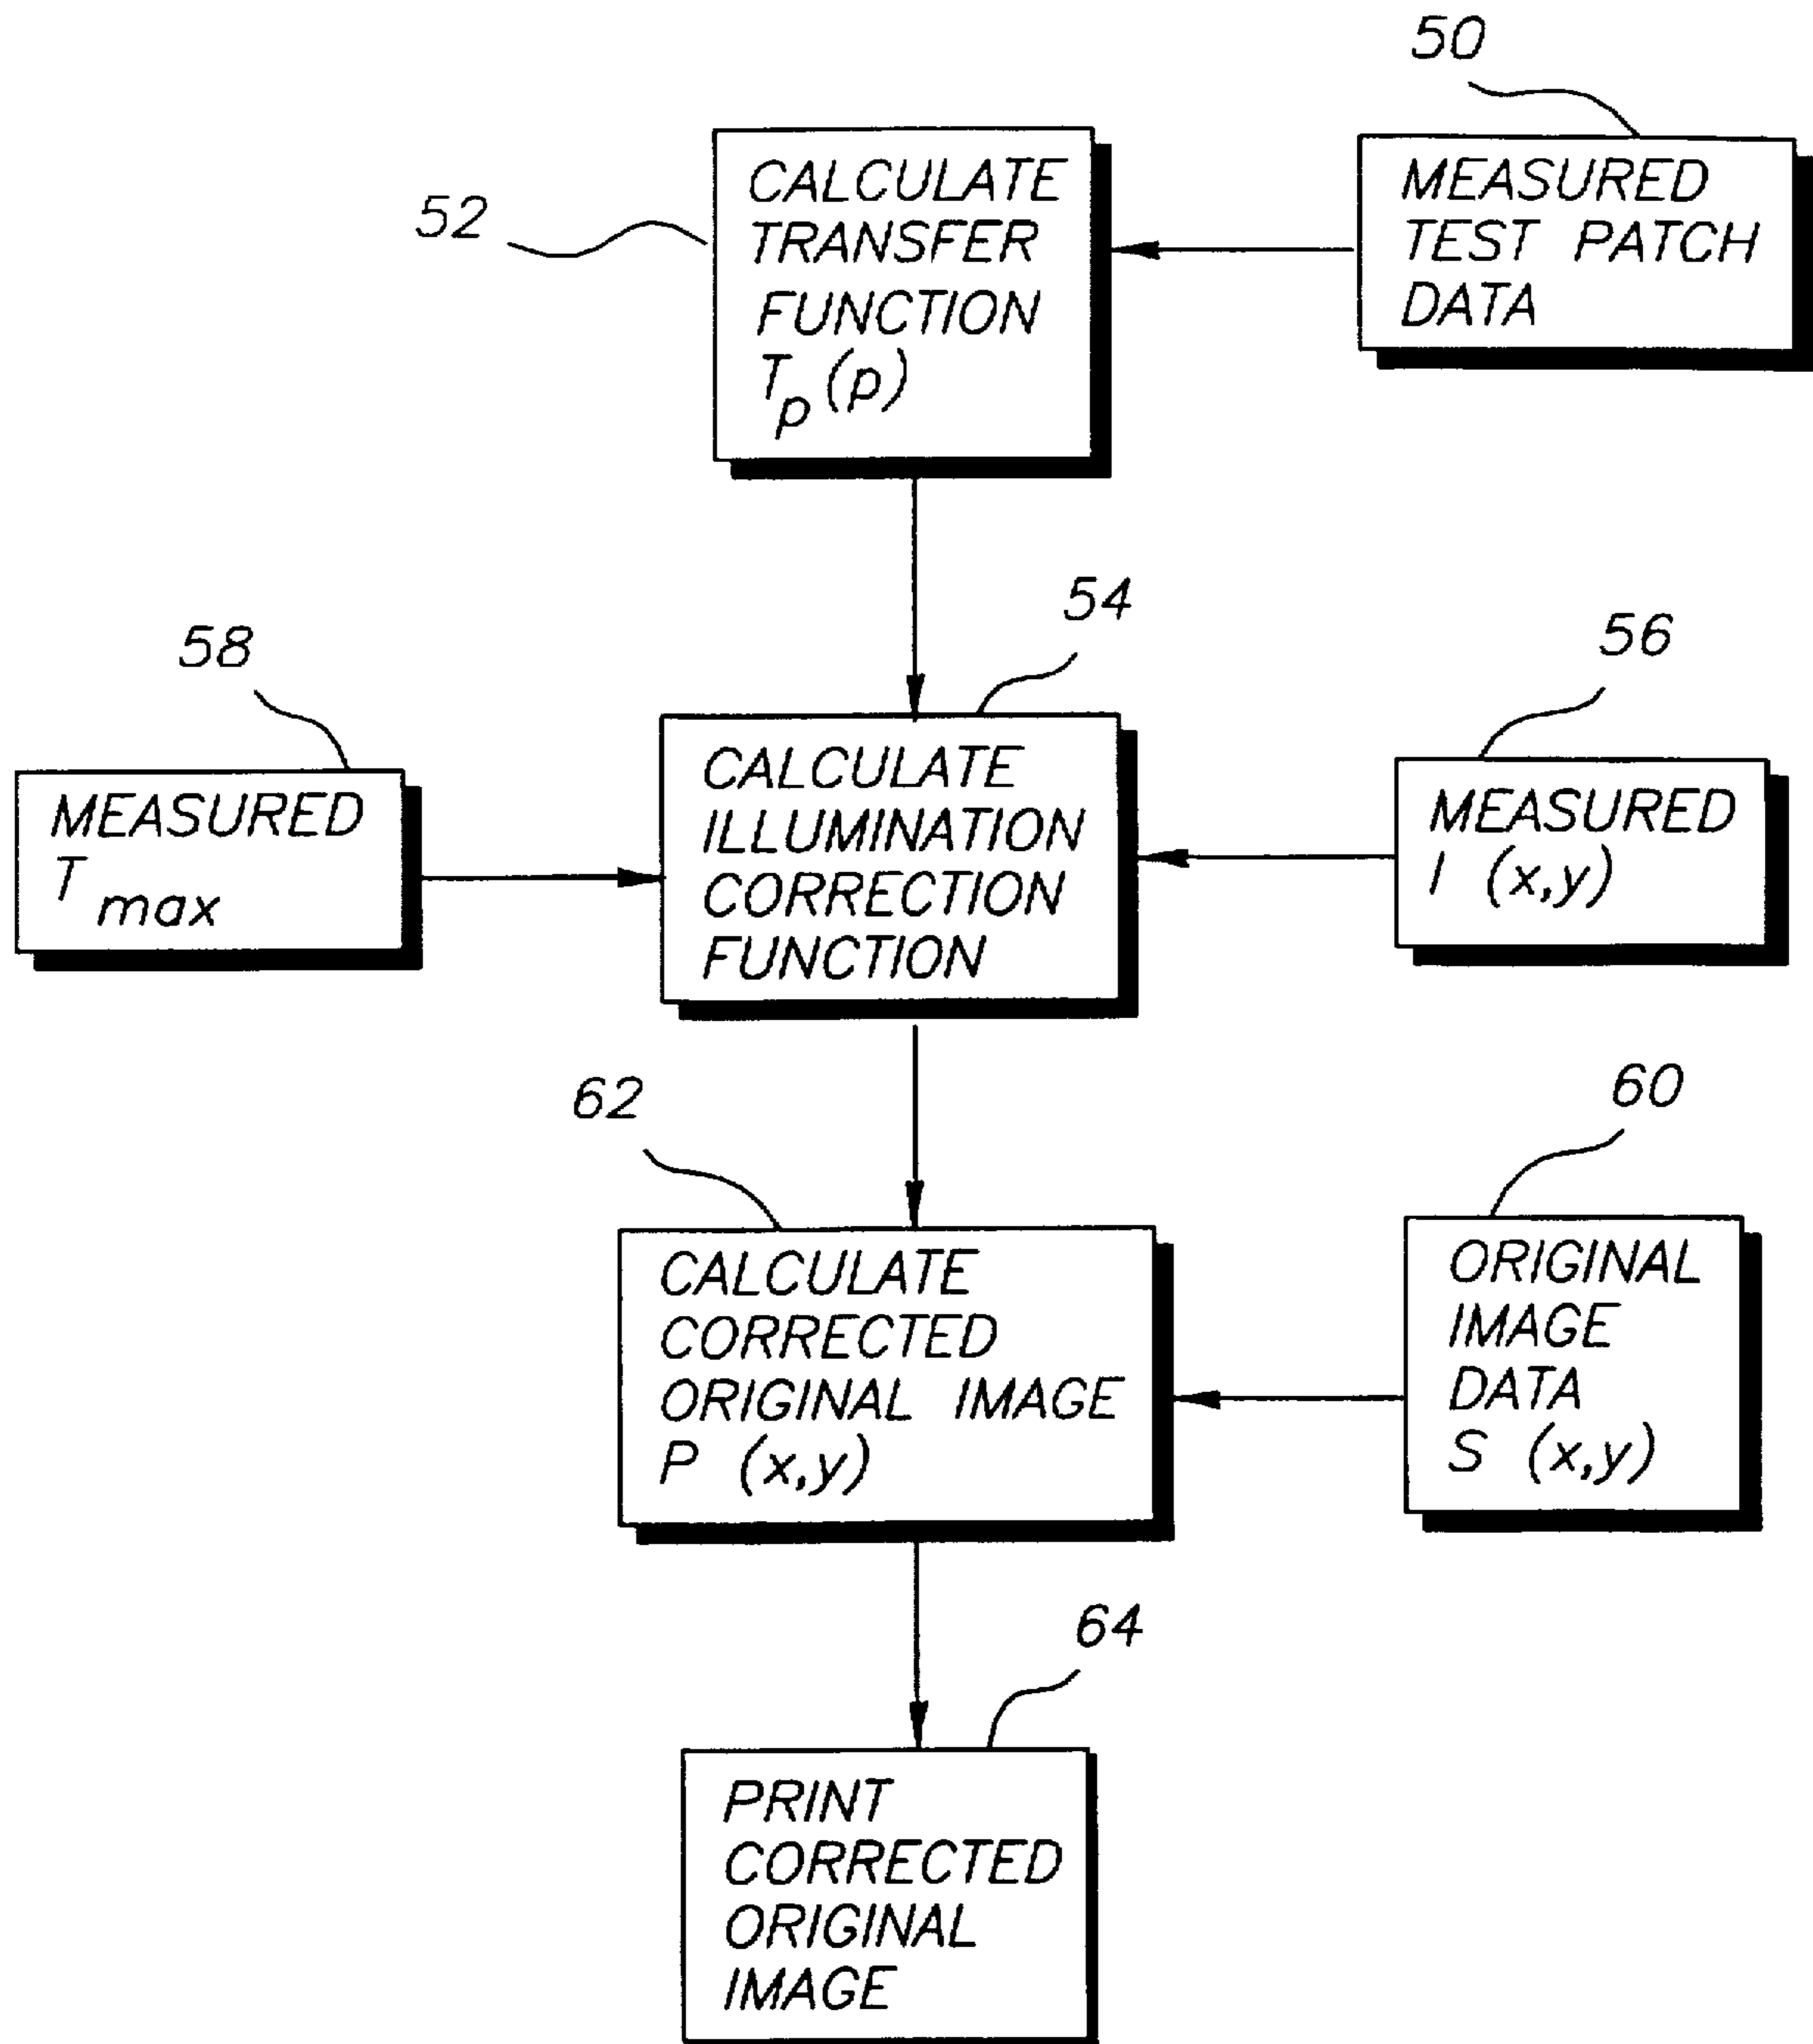 50
52
CALCULATE
TRANSFER
FUNCTION
Tp (p)
MEASURED
TEST PATCH
DATA
54
56
58
MEASURED
T max
CALCULATE
ILLUMINATION
CORRECTION
FUNCTION
MEASURED
I (x,y)
62
60
CALCULATE
CORRECTED
ORIGINAL IMAGE
P (x,y)
ORIGINAL
IMAGE
DATA
S (x,y)
64
PRINT
CORRECTED
ORIGINAL
IMAGE